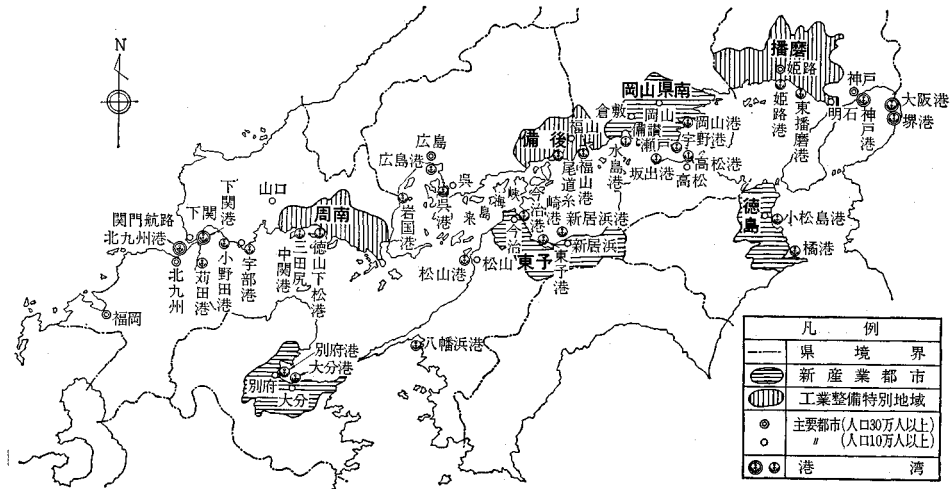 N
播磨
姫路
姫路港
東播磨港
明石
神戸
神戸港
大阪港
堺港
岡山県南
倉敷
岡山
備讃瀬戸
水島港
岡山港
宇野港
高松港
高松
坂出港
備後
福山
福山港
尾道糸崎港
来島海峡
今治港
今治
新居浜港
新居浜
東予港
東予
徳島
小松島港
橘港
広島
広島港
呉
呉港
岩国港
松山港
松山
山口
周南
徳山下松港
三田尻中関港
下関港
下関
関門航路
北九州港
北九州
苅田港
小野田港
宇部港
福岡
別府港
大分港
別府
大分
八幡浜港
凡例
県境界
新産業都市
工業整備特別地域
主要都市(人口30万人以上)
〃 (人口10万人以上)
港湾